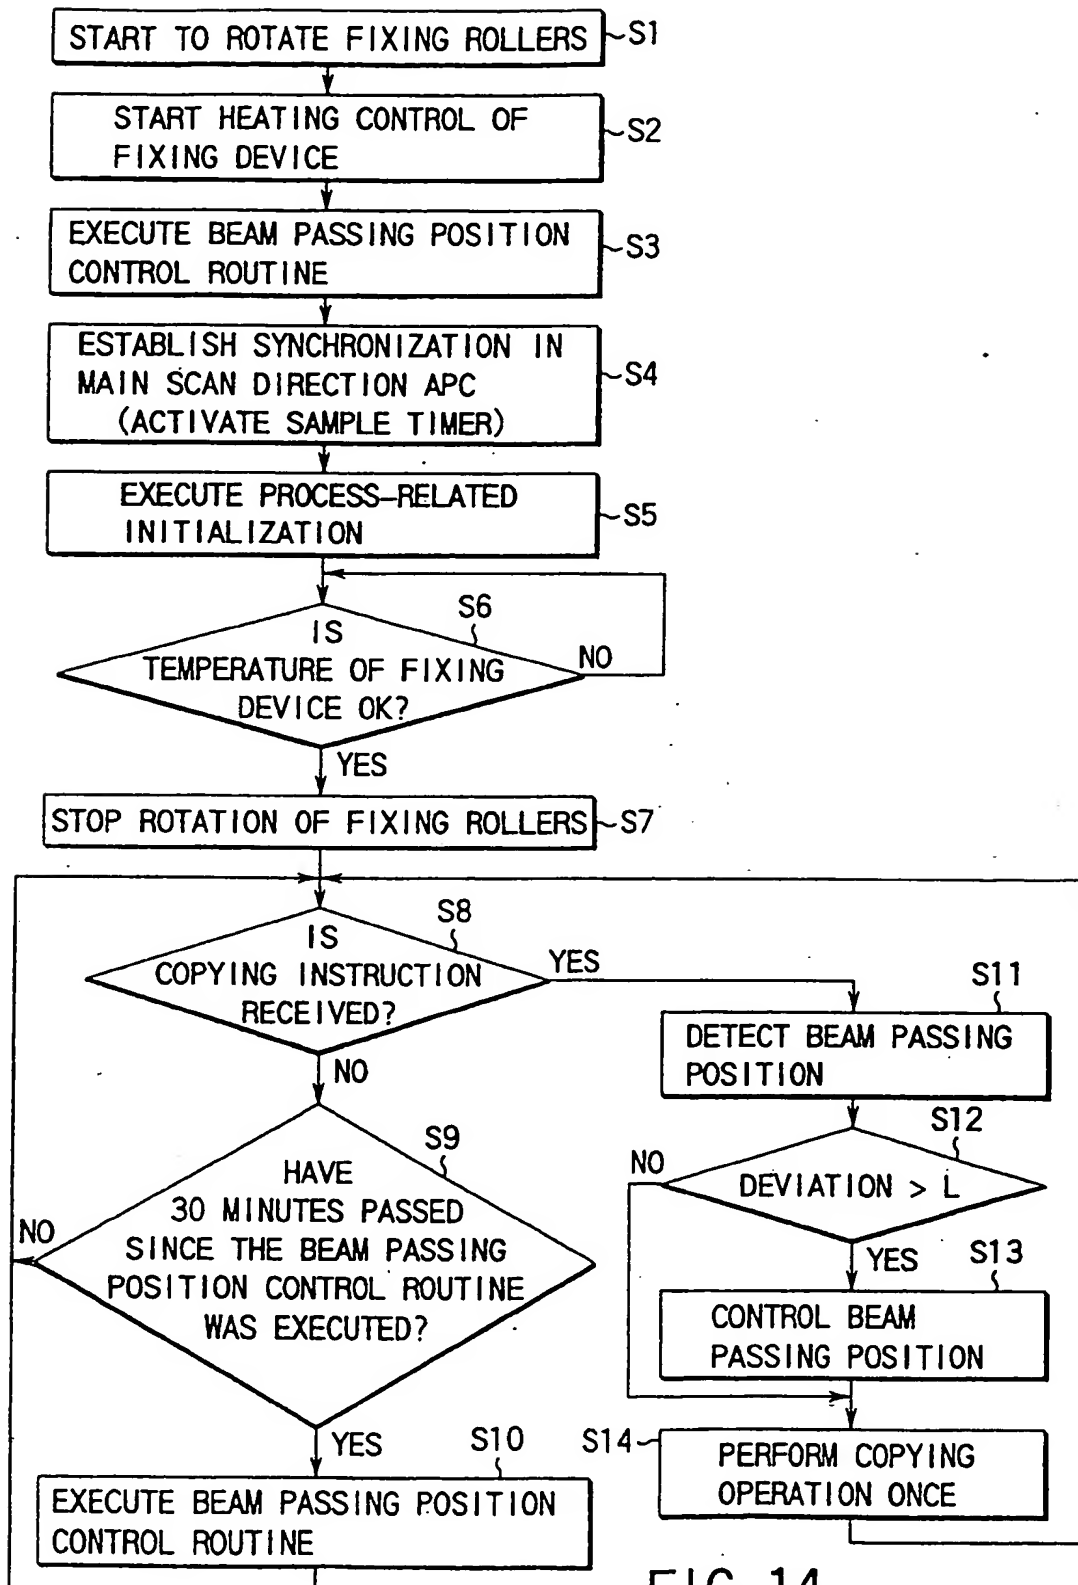 START TO ROTATE FIXING ROLLERS
S1
START HEATING CONTROL OF
FIXING DEVICE
S2
EXECUTE BEAM PASSING POSITION
CONTROL ROUTINE
S3
ESTABLISH SYNCHRONIZATION IN
MAIN SCAN DIRECTION APC
(ACTIVATE SAMPLE TIMER)
S4
EXECUTE PROCESS-RELATED
INITIALIZATION
S5
S6
IS
TEMPERATURE OF FIXING
DEVICE OK?
NO
YES
STOP ROTATION OF FIXING ROLLERS
S7
S8
IS
COPYING INSTRUCTION
RECEIVED?
YES
NO
S9
HAVE
30 MINUTES PASSED
SINCE THE BEAM PASSING
POSITION CONTROL ROUTINE
WAS EXECUTED?
NO
YES
S10
EXECUTE BEAM PASSING POSITION
CONTROL ROUTINE
S11
DETECT BEAM PASSING
POSITION
S12
DEVIATION > L
NO
YES
S13
CONTROL BEAM
PASSING POSITION
S14
PERFORM COPYING
OPERATION ONCE
FIG. 14